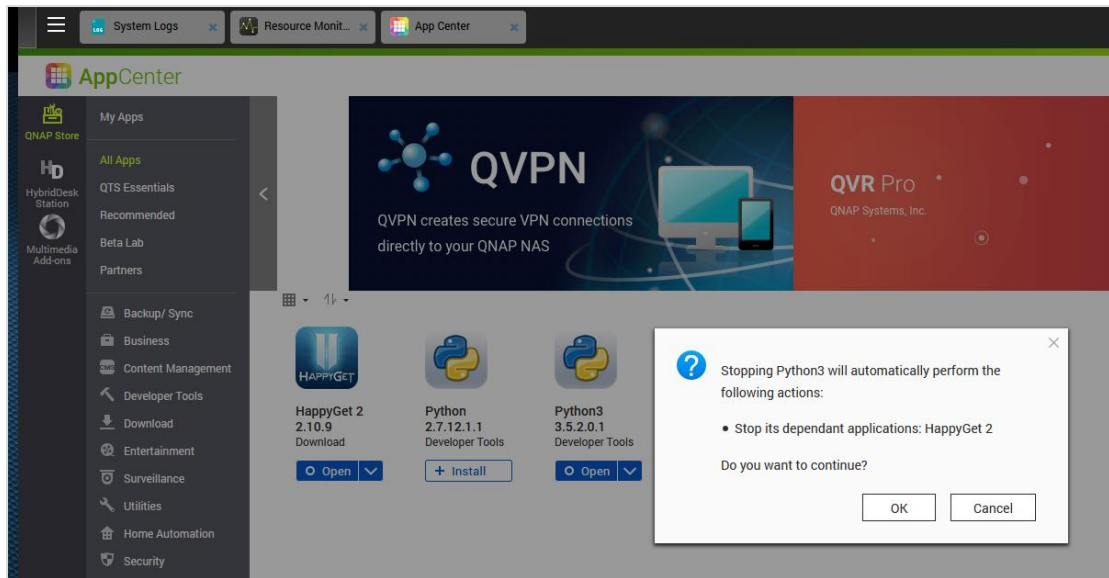 LOG
System Logs
Resource Monit...
App Center
AppCenter
QNAP Store
HD
HybridDesk
Station
Multimedia
Add-ons
My Apps
All Apps
QTS Essentials
Recommended
Beta Lab
Partners
Backup/ Sync
Business
CMS
Content Management
Developer Tools
Download
Entertainment
Surveillance
Utilities
Home Automation
Security
QVPN
QVPN creates secure VPN connections
directly to your QNAP NAS
QVR Pro
QNAP Systems, Inc.
HAPPYGET
HappyGet 2
2.10.9
Download
Open
Python
2.7.12.1.1
Developer Tools
+ Install
Python3
3.5.2.0.1
Developer Tools
Open
Stopping Python3 will automatically perform the
following actions:
• Stop its dependant applications: HappyGet 2
Do you want to continue?
OK
Cancel